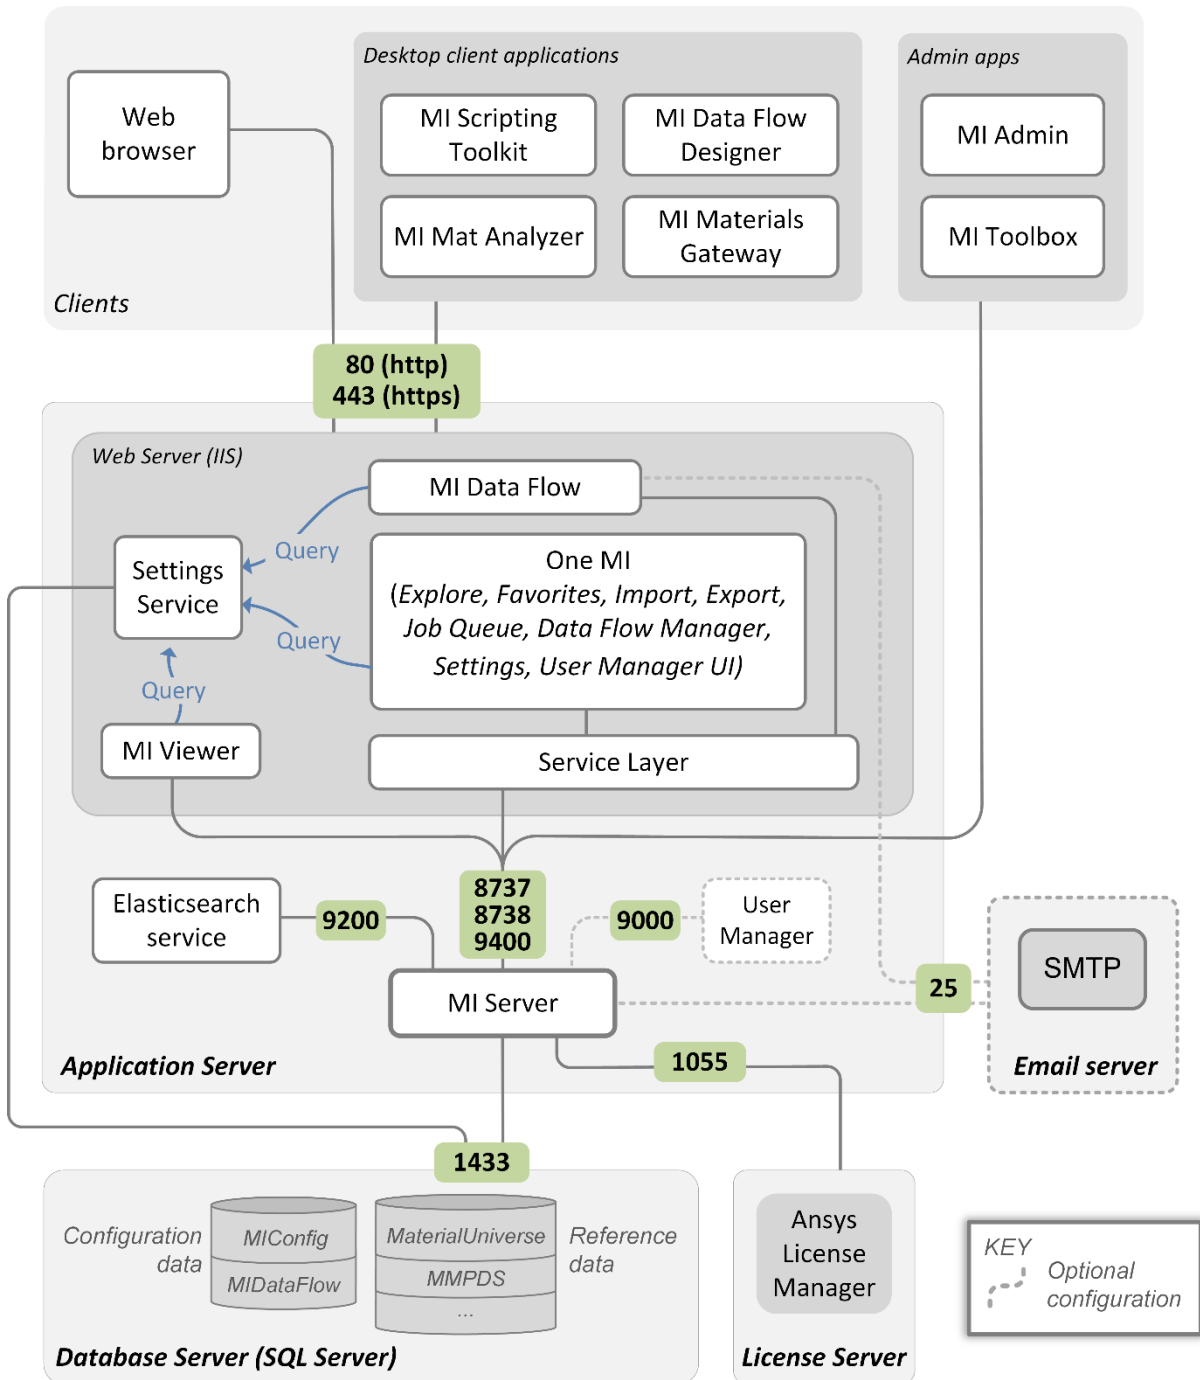 Desktop client applications
Admin apps
Web
browser
MI Scripting
Toolkit
MI Data Flow
Designer
MI Admin
MI Mat Analyzer
MI Materials
Gateway
MI Toolbox
Clients
80 (http)
443 (https)
Web Server (IIS)
MI Data Flow
Query
Settings
Service
One MI
(Explore, Favorites, Import, Export,
Job Queue, Data Flow Manager,
Settings, User Manager UI)
Query
Query
MI Viewer
Service Layer
8737
8738
9400
Elasticsearch
service
9200
9000
User
Manager
MI Server
25
SMTP
Application Server
1055
Email server
1433
Configuration
data
MIConfig
MIDataFlow
MaterialUniverse
MMPDS
...
Reference
data
Ansys
License
Manager
KEY
Optional
configuration
Database Server (SQL Server)
License Server